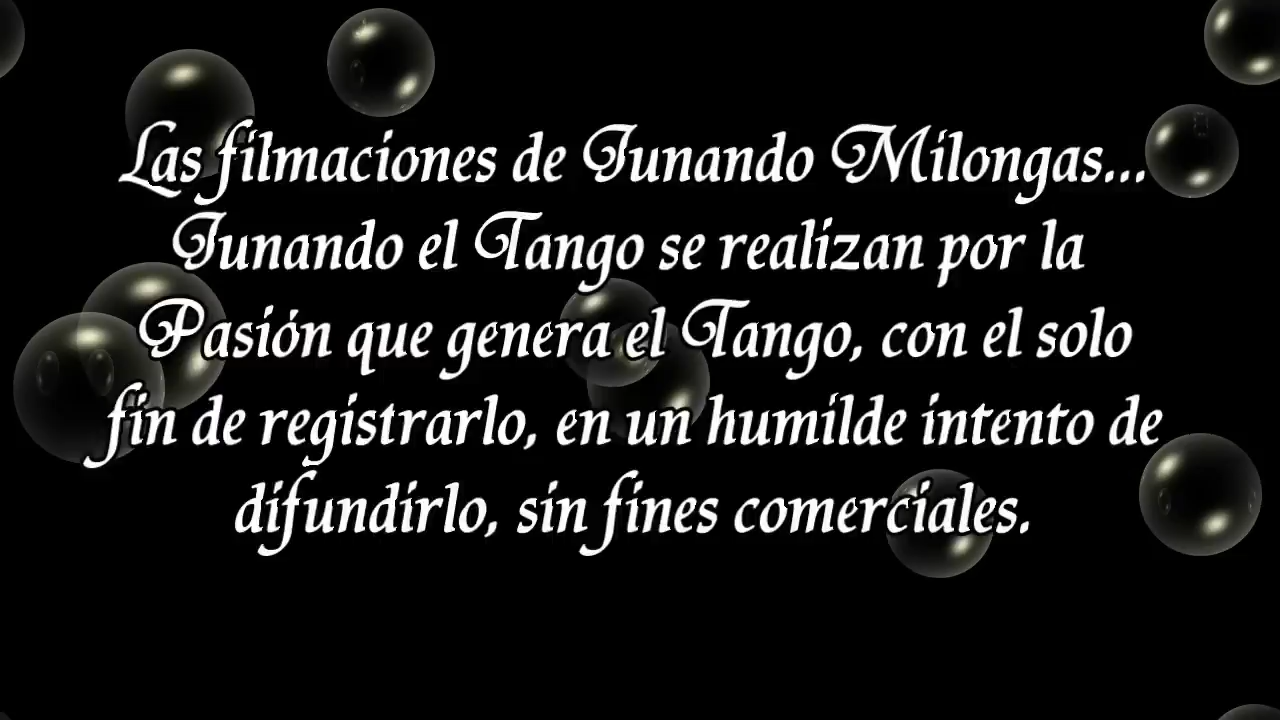 Las filmaciones de Junando Milongas...
Junando el Tango se realizan por la
Pasión que genera el Tango, con el solo
fin de registrarlo, en un humilde intento de
difundirlo, sin fines comerciales.